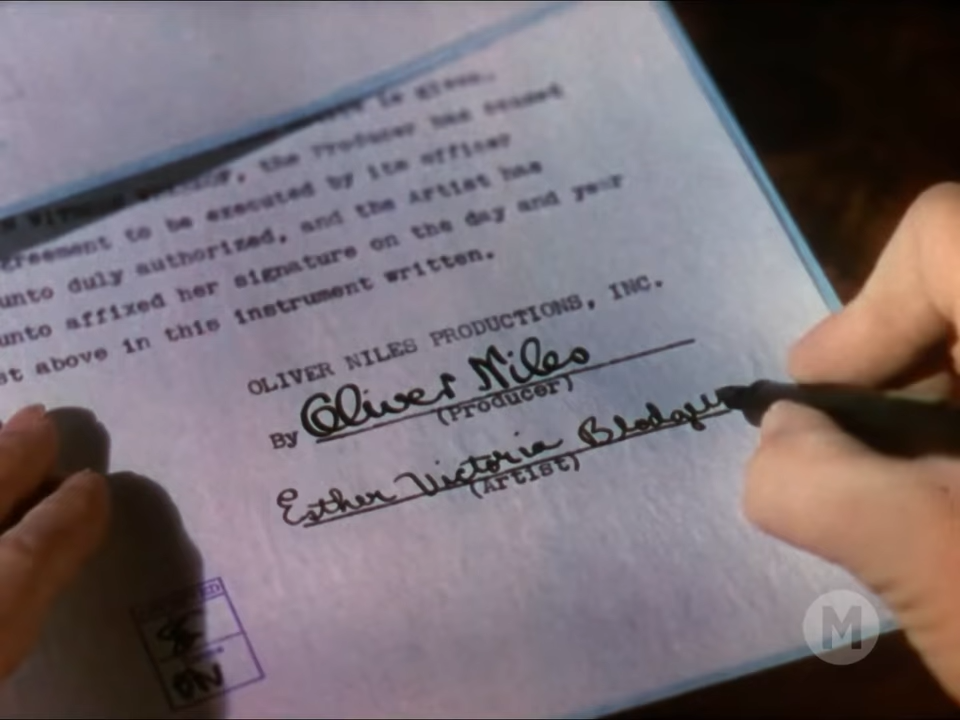 is given.
, the Producer has caused
to be executed by its officer
unto duly authorized, and the Artist has
unto affixed her signature on the day and year
st above in this instrument written.
OLIVER NILES PRODUCTIONS, INC.
By Oliver Niles
(Producer)
Esther Victoria Blodge
(Artist)
ON
M